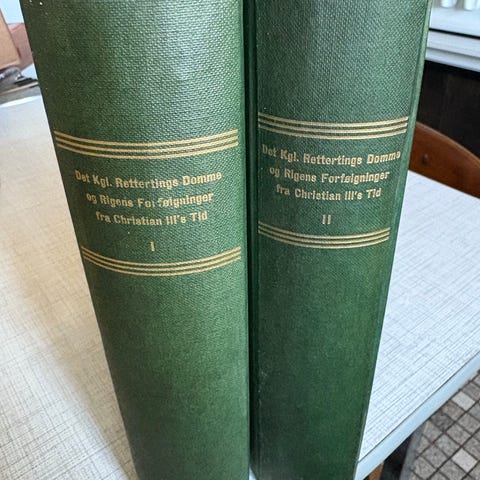 Det Kgl. Rettertings Domme
og Rigens Forfølgninger
fra Christian III's Tid
I
Det Kgl. Rettertings Domme
og Rigens Forfølgninger
fra Christian III's Tid
II